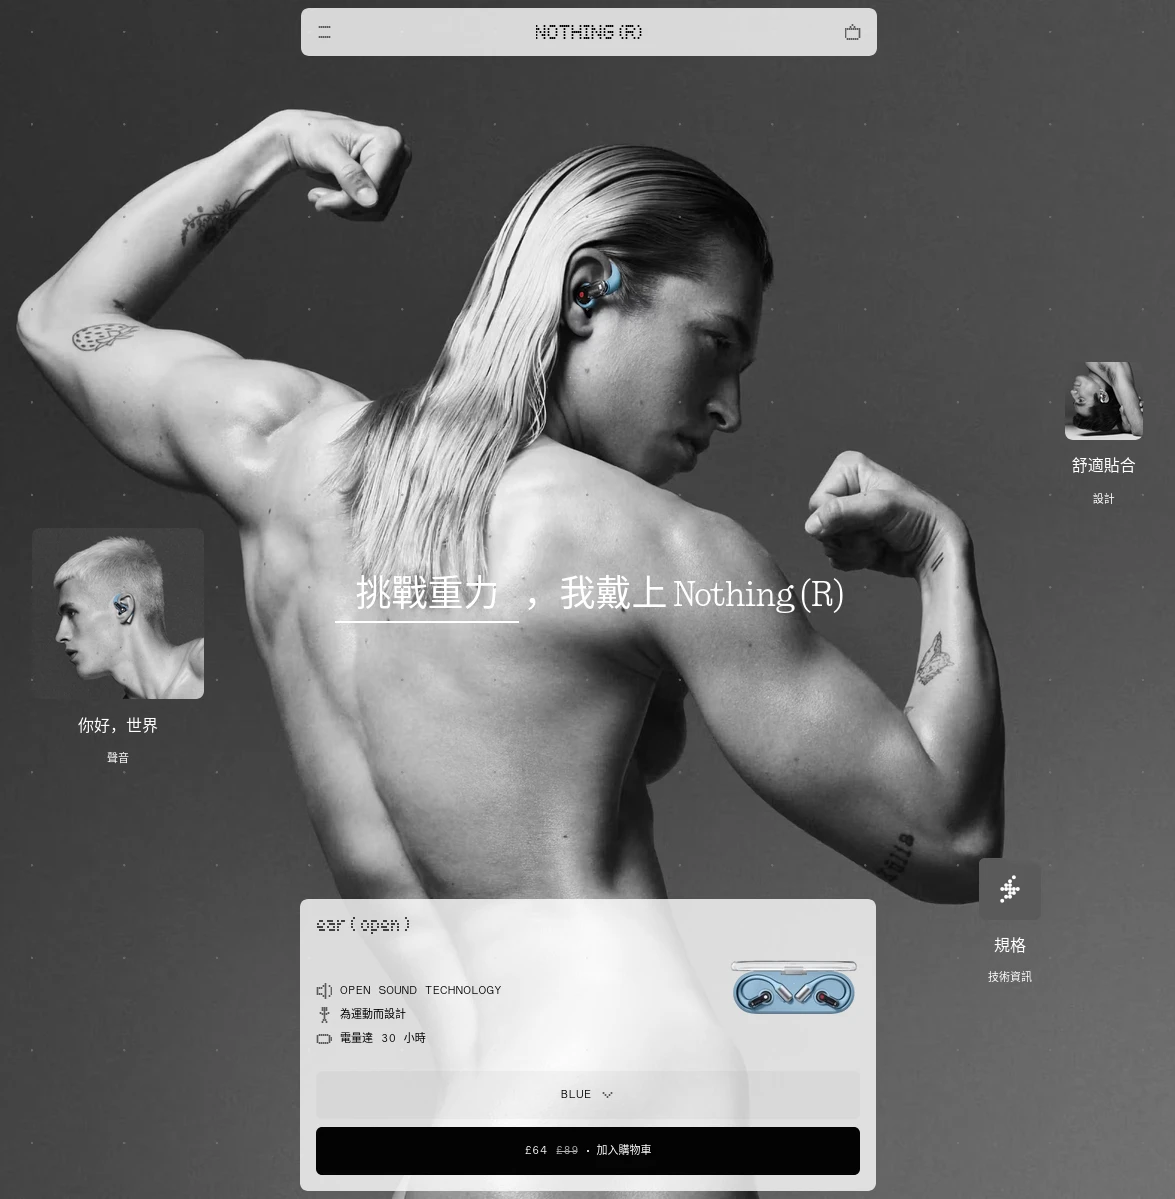 NOTHING (R)
舒適貼合
設計
挑戰重力 ，我戴上 Nothing (R)
你好，世界
聲音
Julia
ear (open)
規格
技術資訊
OPEN SOUND TECHNOLOGY
為運動而設計
電量達 30 小時
BLUE
£64 £89 · 加入購物車